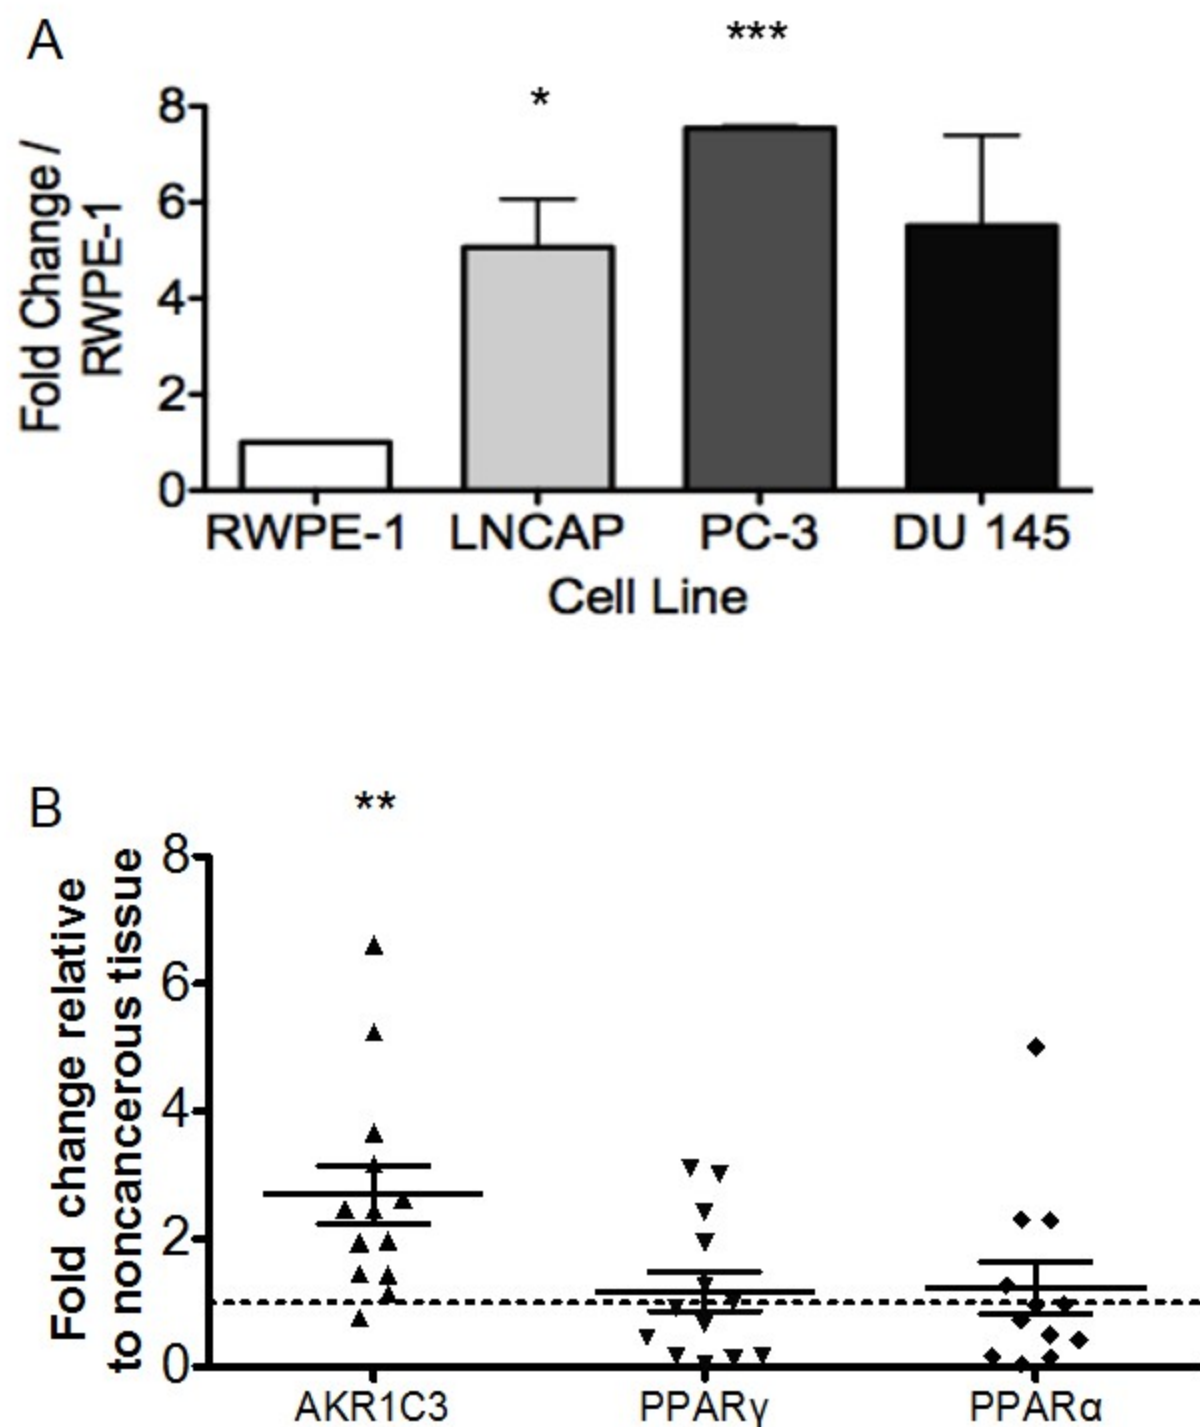 A
*
***
8
6
4
2
0
Fold Change /
RWPE-1
RWPE-1 LNCAP PC-3 DU 145
Cell Line
B
**
8
6
4
2
0
Fold change relative
to noncancerous tissue
AKR1C3 PPARγ PPARα